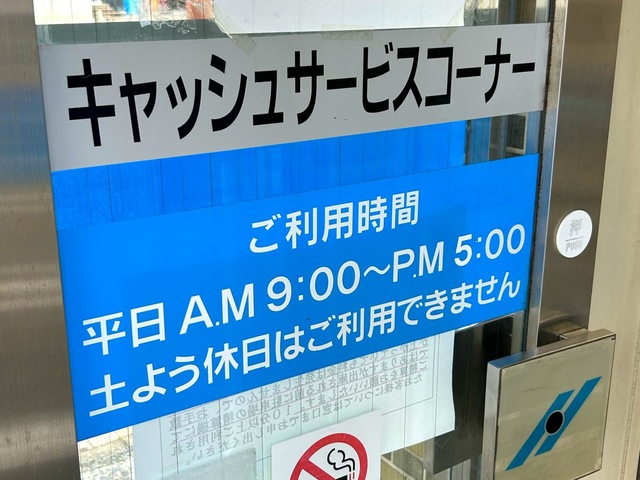 キャッシュサービスコーナー
ご利用時間
平日 A.M 9:00〜P.M 5:00
土よう休日はご利用できません
押
PUSH